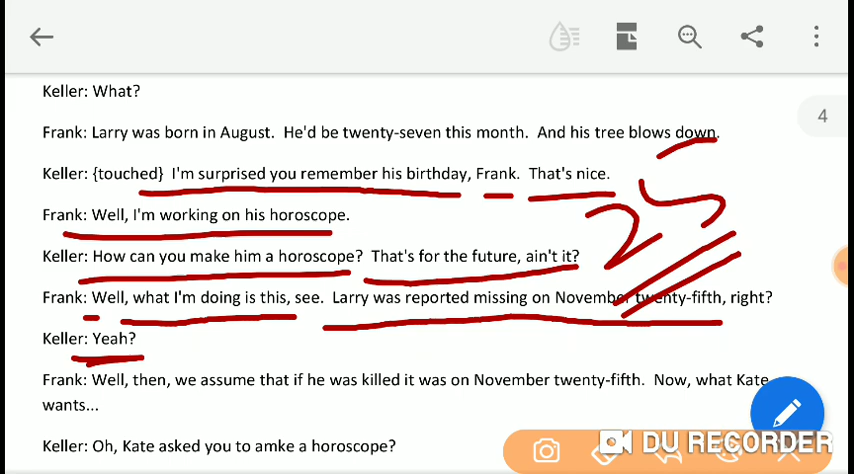 Keller: What?
4
Frank: Larry was born in August.  He'd be twenty-seven this month.  And his tree blows down.
Keller: {touched}  I'm surprised you remember his birthday, Frank.  That's nice.
Frank: Well, I'm working on his horoscope.
Keller: How can you make him a horoscope?  That's for the future, ain't it?
Frank: Well, what I'm doing is this, see.  Larry was reported missing on November twenty-fifth, right?
Keller: Yeah?
Frank: Well, then, we assume that if he was killed it was on November twenty-fifth.  Now, what Kate
wants...
Keller: Oh, Kate asked you to amke a horoscope?
DU RECORDER